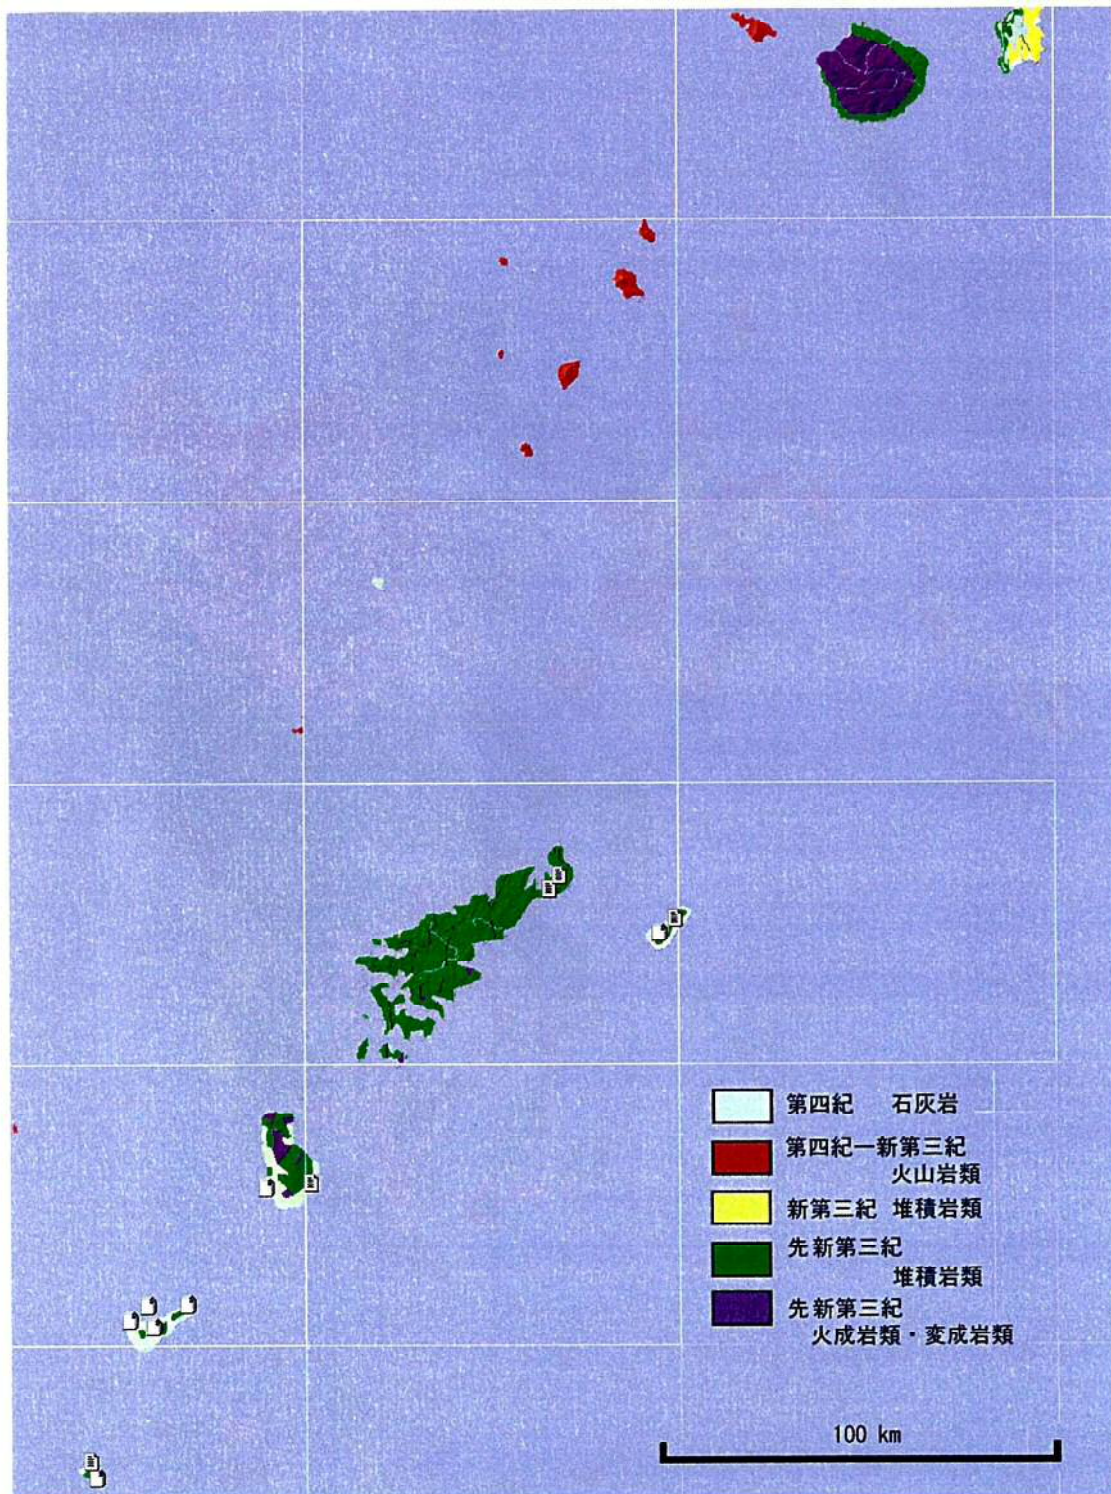 第四紀 石灰岩
第四紀一新第三紀
火山岩類
新第三紀 堆積岩類
先新第三紀
堆積岩類
先新第三紀
火成岩類・変成岩類
100 km